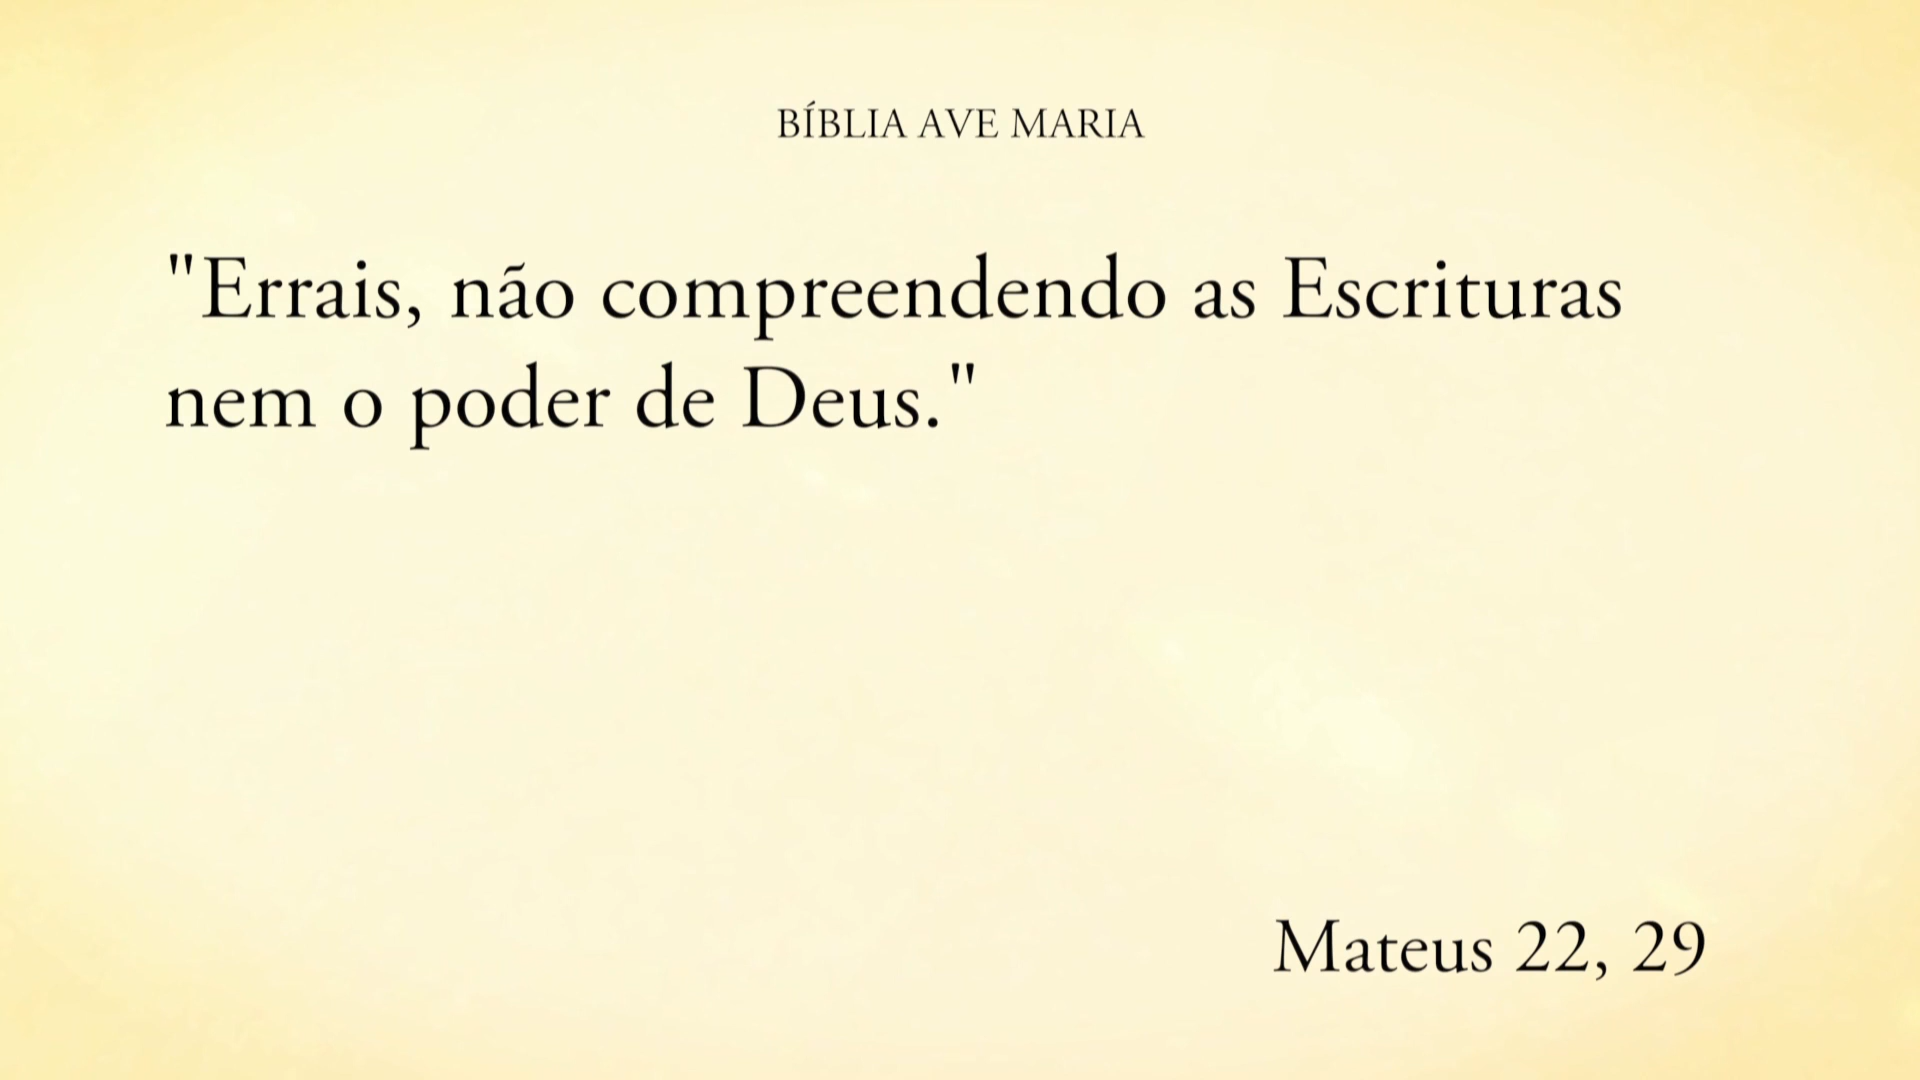 BÍBLIA AVE MARIA
"Errais, não compreendendo as Escrituras
nem o poder de Deus."
Mateus 22, 29